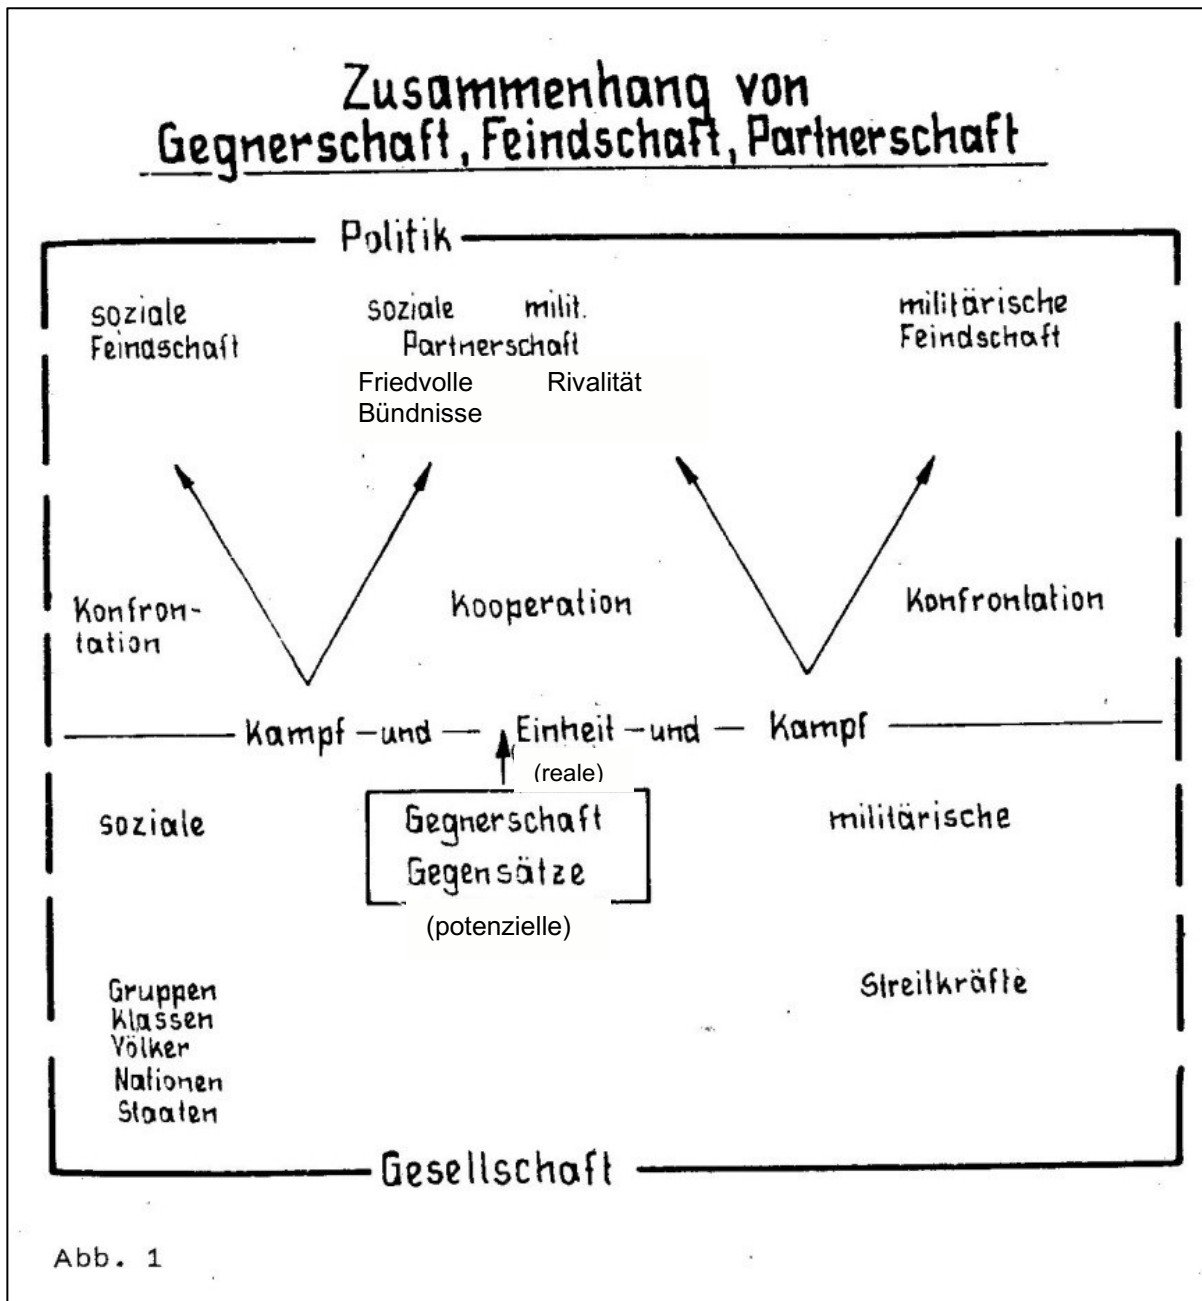 Zusammenhang von
Gegnerschaft, Feindschaft, Partnerschaft
Politik
soziale
Feindschaft
soziale milit.
Partnerschaft
Friedvolle Rivalität
Bündnisse
militärische
Feindschaft
Konfron-
tation
Kooperation
Konfrontation
Kampf – und — Einheit – und – Kampf
(reale)
soziale
Gegnerschaft
Gegensätze
(potenzielle)
militärische
Gruppen
Klassen
Völker
Nationen
Staaten
Streitkräfte
Gesellschaft
Abb. 1